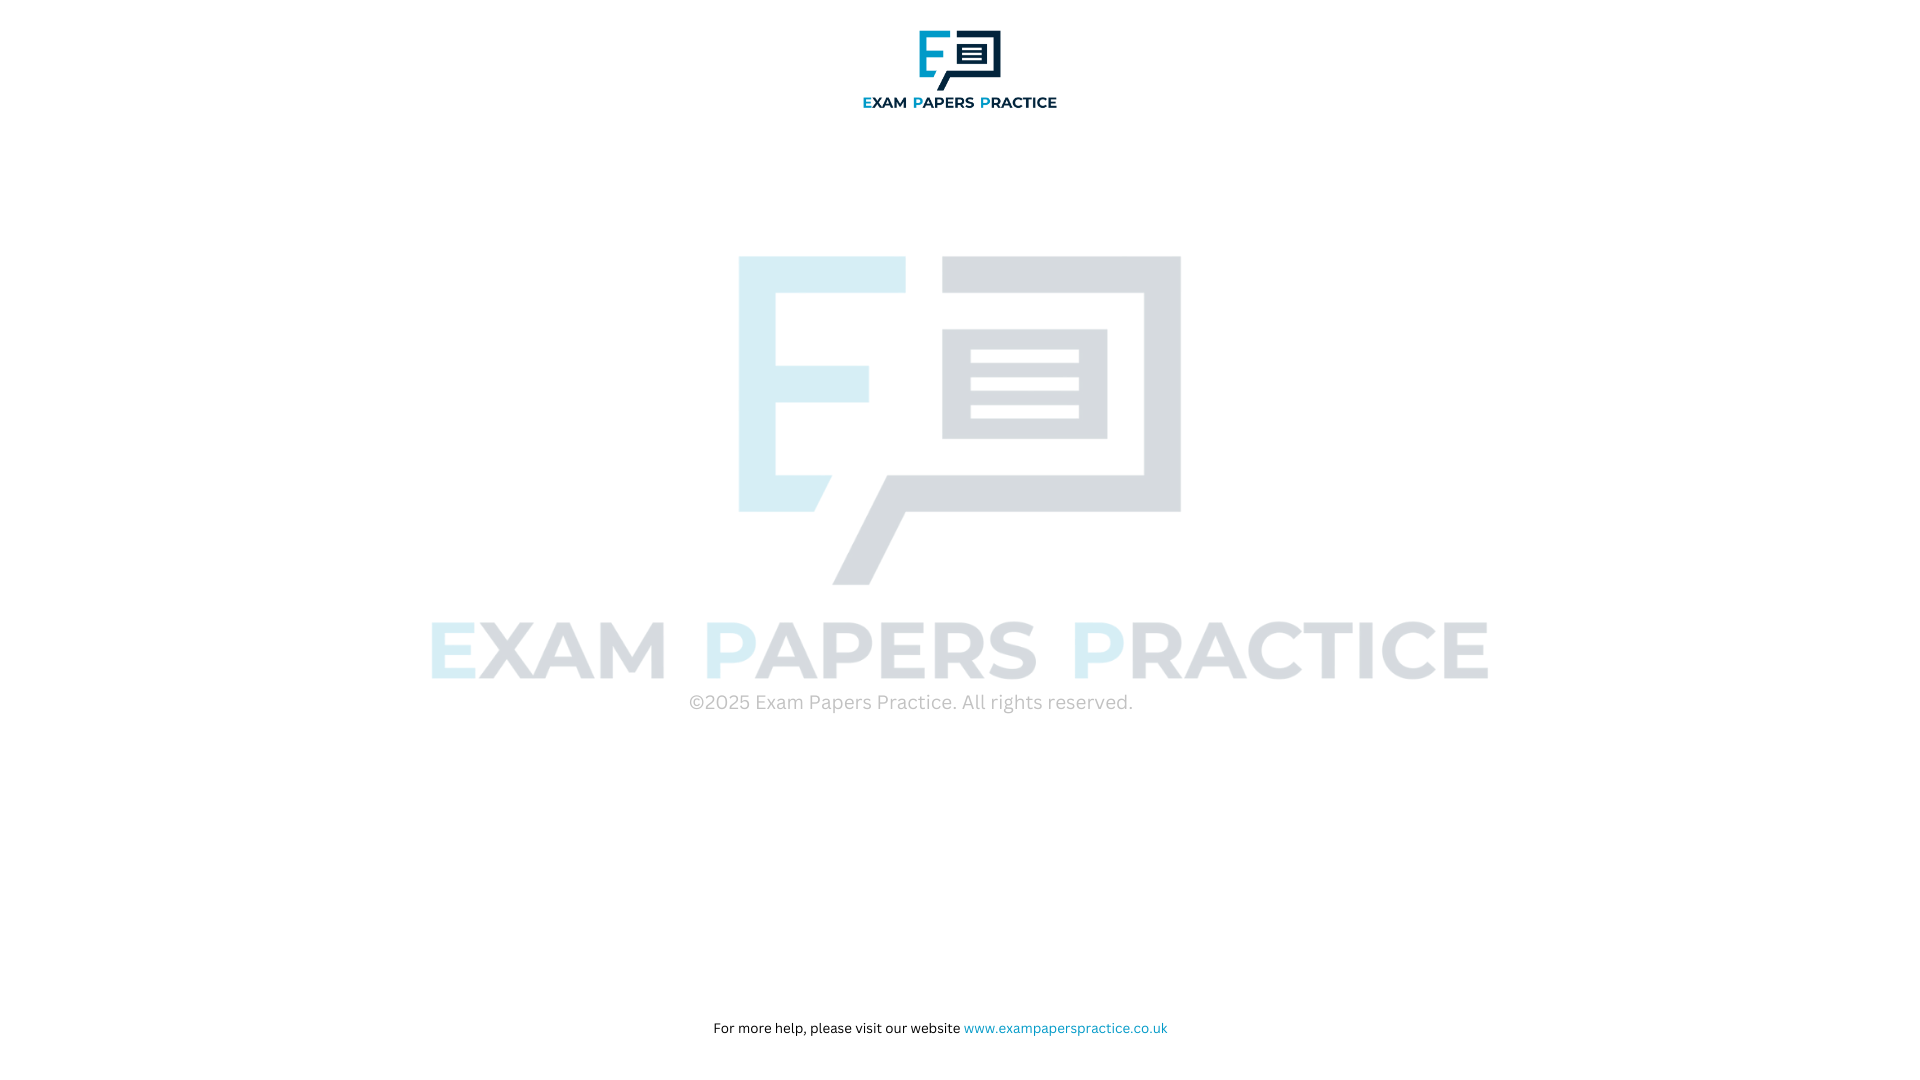 EXAM PAPERS PRACTICE
EXAM PAPERS PRACTICE
©2025 Exam Papers Practice. All rights reserved.
For more help, please visit our website www.exampaperspractice.co.uk